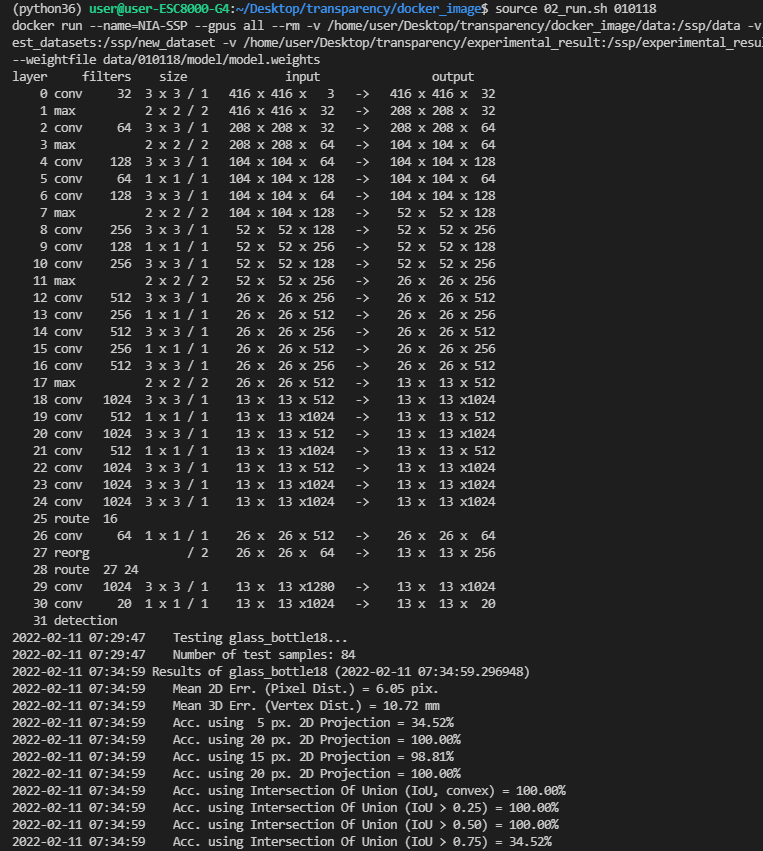 (python36) user@user-ESC8000-G4:~/Desktop/transparency/docker_image$ source 02_run.sh 010118
docker run --name=NIA-SSP --gpus all --rm -v /home/user/Desktop/transparency/docker_image/data:/ssp/data -v
est_datasets:/ssp/new_dataset -v /home/user/Desktop/transparency/experimental_result:/ssp/experimental_resu
--weightfile data/010118/model/model.weights
layer     filters    size              input                output
    0 conv     32  3 x 3 / 1   416 x 416 x   3   ->   416 x 416 x  32
    1 max          2 x 2 / 2   416 x 416 x  32   ->   208 x 208 x  32
    2 conv     64  3 x 3 / 1   208 x 208 x  32   ->   208 x 208 x  64
    3 max          2 x 2 / 2   208 x 208 x  64   ->   104 x 104 x  64
    4 conv    128  3 x 3 / 1   104 x 104 x  64   ->   104 x 104 x 128
    5 conv     64  1 x 1 / 1   104 x 104 x 128   ->   104 x 104 x  64
    6 conv    128  3 x 3 / 1   104 x 104 x  64   ->   104 x 104 x 128
    7 max          2 x 2 / 2   104 x 104 x 128   ->    52 x  52 x 128
    8 conv    256  3 x 3 / 1    52 x  52 x 128   ->    52 x  52 x 256
    9 conv    128  1 x 1 / 1    52 x  52 x 256   ->    52 x  52 x 128
   10 conv    256  3 x 3 / 1    52 x  52 x 128   ->    52 x  52 x 256
   11 max          2 x 2 / 2    52 x  52 x 256   ->    26 x  26 x 256
   12 conv    512  3 x 3 / 1    26 x  26 x 256   ->    26 x  26 x 512
   13 conv    256  1 x 1 / 1    26 x  26 x 512   ->    26 x  26 x 256
   14 conv    512  3 x 3 / 1    26 x  26 x 256   ->    26 x  26 x 512
   15 conv    256  1 x 1 / 1    26 x  26 x 512   ->    26 x  26 x 256
   16 conv    512  3 x 3 / 1    26 x  26 x 256   ->    26 x  26 x 512
   17 max          2 x 2 / 2    26 x  26 x 512   ->    13 x  13 x 512
   18 conv   1024  3 x 3 / 1    13 x  13 x 512   ->    13 x  13 x1024
   19 conv    512  1 x 1 / 1    13 x  13 x1024   ->    13 x  13 x 512
   20 conv   1024  3 x 3 / 1    13 x  13 x 512   ->    13 x  13 x1024
   21 conv    512  1 x 1 / 1    13 x  13 x1024   ->    13 x  13 x 512
   22 conv   1024  3 x 3 / 1    13 x  13 x 512   ->    13 x  13 x1024
   23 conv   1024  3 x 3 / 1    13 x  13 x1024   ->    13 x  13 x1024
   24 conv   1024  3 x 3 / 1    13 x  13 x1024   ->    13 x  13 x1024
   25 route  16
   26 conv     64  1 x 1 / 1    26 x  26 x 512   ->    26 x  26 x  64
   27 reorg              / 2    26 x  26 x  64   ->    13 x  13 x 256
   28 route  27 24
   29 conv   1024  3 x 3 / 1    13 x  13 x1280   ->    13 x  13 x1024
   30 conv     20  1 x 1 / 1    13 x  13 x1024   ->    13 x  13 x  20
   31 detection
2022-02-11 07:29:47    Testing glass_bottle18...
2022-02-11 07:29:47    Number of test samples: 84
2022-02-11 07:34:59 Results of glass_bottle18 (2022-02-11 07:34:59.296948)
2022-02-11 07:34:59    Mean 2D Err. (Pixel Dist.) = 6.05 pix.
2022-02-11 07:34:59    Mean 3D Err. (Vertex Dist.) = 10.72 mm
2022-02-11 07:34:59    Acc. using  5 px. 2D Projection = 34.52%
2022-02-11 07:34:59    Acc. using 20 px. 2D Projection = 100.00%
2022-02-11 07:34:59    Acc. using 15 px. 2D Projection = 98.81%
2022-02-11 07:34:59    Acc. using 20 px. 2D Projection = 100.00%
2022-02-11 07:34:59    Acc. using Intersection Of Union (IoU, convex) = 100.00%
2022-02-11 07:34:59    Acc. using Intersection Of Union (IoU > 0.25) = 100.00%
2022-02-11 07:34:59    Acc. using Intersection Of Union (IoU > 0.50) = 100.00%
2022-02-11 07:34:59    Acc. using Intersection Of Union (IoU > 0.75) = 34.52%